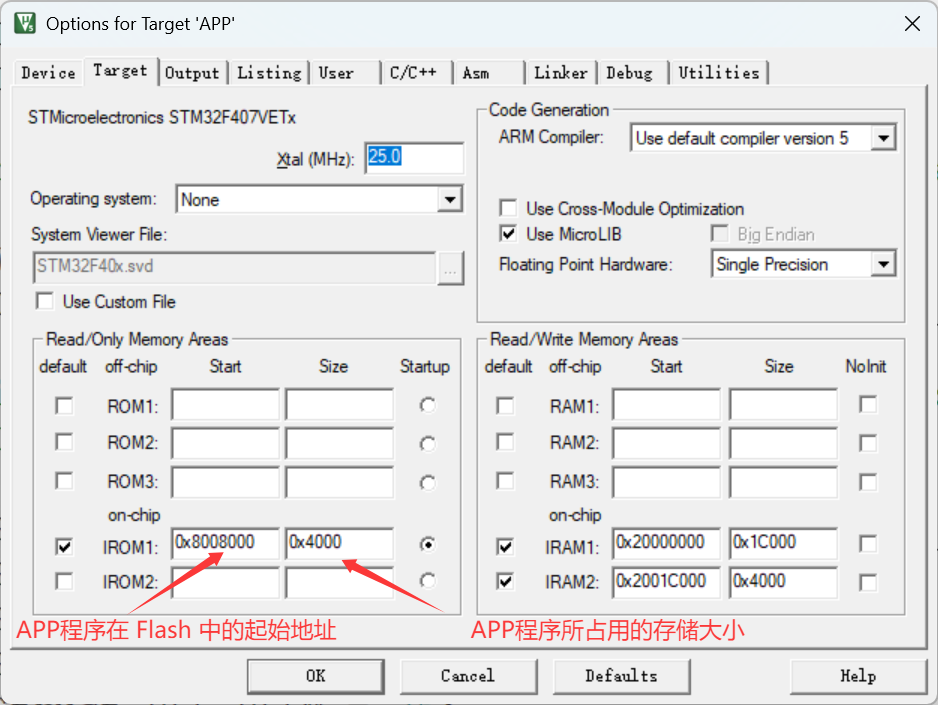 Options for Target 'APP'
Device Target Output Listing User C/C++ Asm Linker Debug Utilities
STMicroelectronics STM32F407VETx
Xtal (MHz): 25.0
Operating system: None
System Viewer File:
STM32F40x.svd ...
Use Custom File
Code Generation
ARM Compiler: Use default compiler version 5
Use Cross-Module Optimization
Use MicroLIB Big Endian
Floating Point Hardware: Single Precision
Read/Only Memory Areas
default off-chip Start Size Startup
ROM1:
ROM2:
ROM3:
on-chip
IROM1: 0x8008000 0x4000
IROM2:
APP程序在 Flash 中的起始地址
Read/Write Memory Areas
default off-chip Start Size NoInit
RAM1:
RAM2:
RAM3:
on-chip
IRAM1: 0x20000000 0x1C000
IRAM2: 0x2001C000 0x4000
APP程序所占用的存储大小
OK Cancel Defaults Help